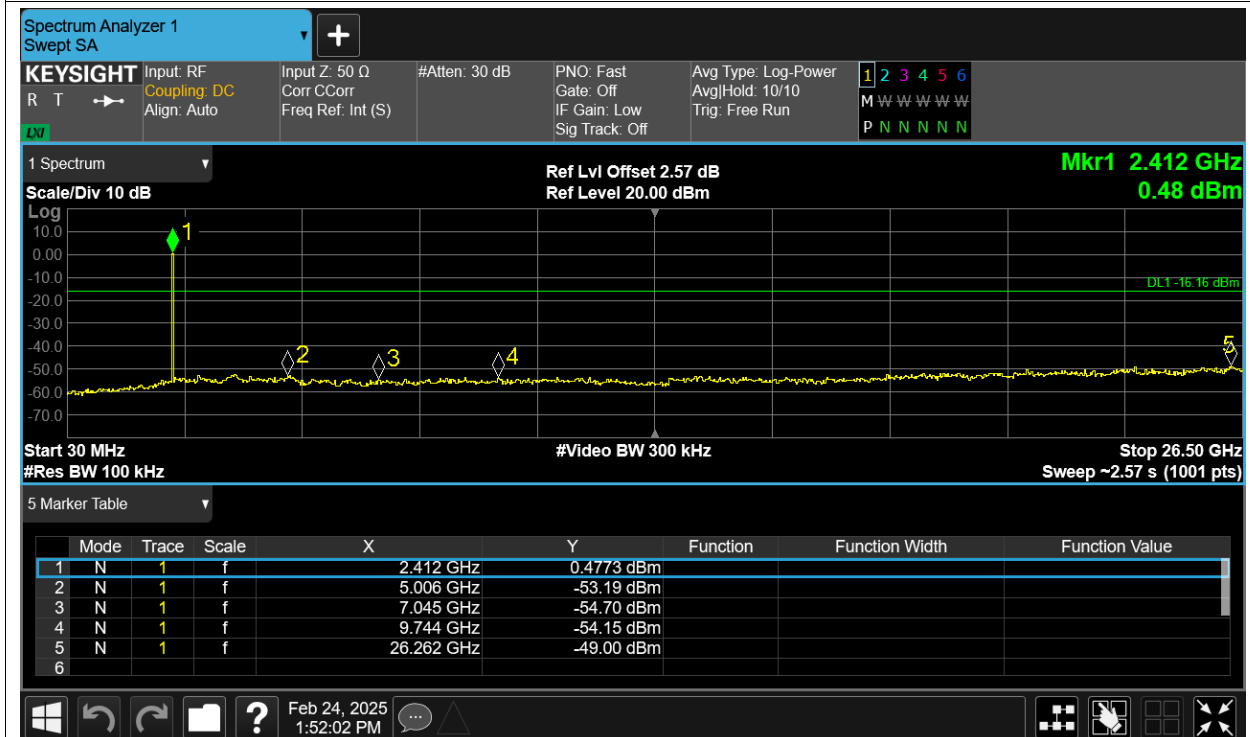 Spectrum Analyzer 1
Swept SA
+
KEYSIGHT Input: RF Input Z: 50 Ω #Atten: 30 dB PNO: Fast Avg Type: Log-Power 1 2 3 4 5 6
R T Coupling: DC Corr CCorr Gate: Off Avg|Hold: 10/10 M W W W W W W
Align: Auto Freq Ref: Int (S) IF Gain: Low Trig: Free Run P N N N N N N
LXI Sig Track: Off
1 Spectrum Ref Lvl Offset 2.57 dB Mkr1 2.412 GHz
Scale/Div 10 dB Ref Level 20.00 dBm 0.48 dBm
Log
10.0 1
0.00
-10.0 DL1 -16.16 dBm
-20.0
-30.0
-40.0 2 3 4 5
-50.0
-60.0
-70.0
Start 30 MHz #Video BW 300 kHz Stop 26.50 GHz
#Res BW 100 kHz Sweep ~2.57 s (1001 pts)
5 Marker Table
Mode Trace Scale X Y Function Function Width Function Value
1 N 1 f 2.412 GHz 0.4773 dBm
2 N 1 f 5.006 GHz -53.19 dBm
3 N 1 f 7.045 GHz -54.70 dBm
4 N 1 f 9.744 GHz -54.15 dBm
5 N 1 f 26.262 GHz -49.00 dBm
6
? Feb 24, 2025
1:52:02 PM